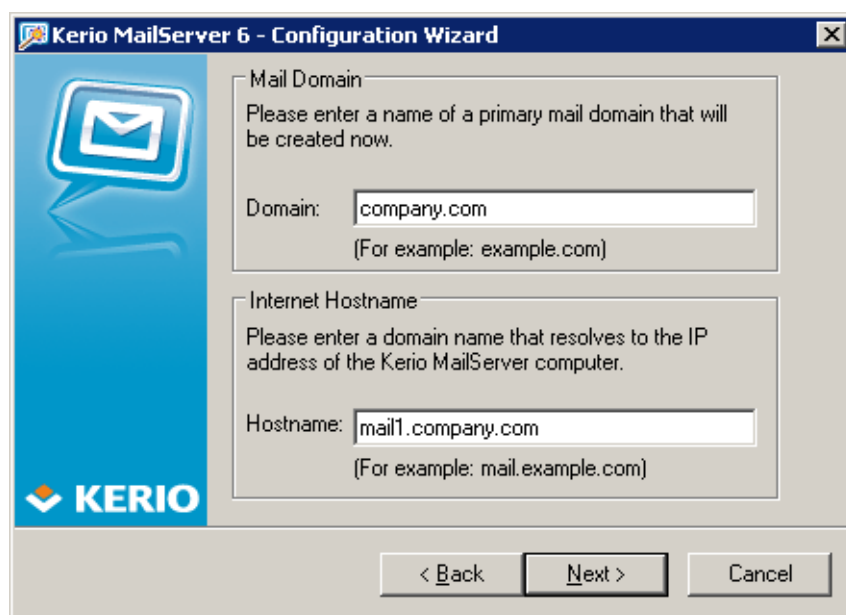 Kerio MailServer 6 - Configuration Wizard
Mail Domain
Please enter a name of a primary mail domain that will
be created now.
Domain: company.com
(For example: example.com)
Internet Hostname
Please enter a domain name that resolves to the IP
address of the Kerio MailServer computer.
Hostname: mail1.company.com
(For example: mail.example.com)
KERIO
< Back Next > Cancel